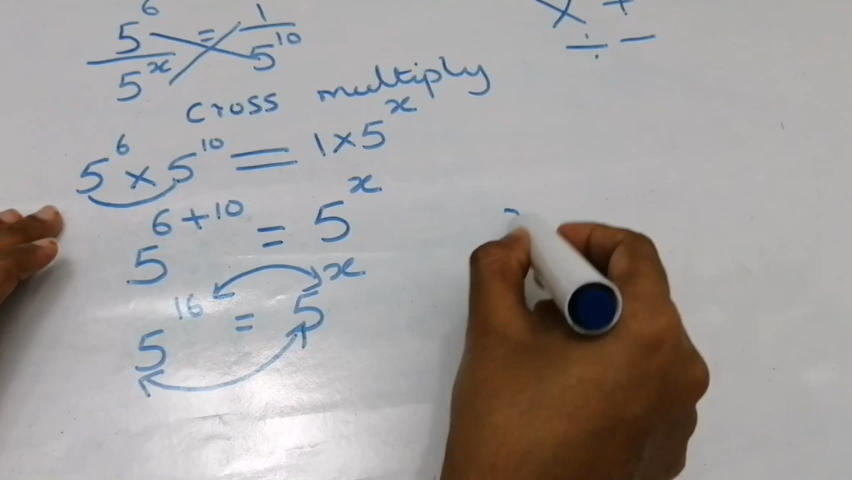 5^6/5^x = 1/5^10
× +
÷ −
cross multiply
5^6 × 5^10 = 1 × 5^x
5^6+10 = 5^x
5^16 = 5^x